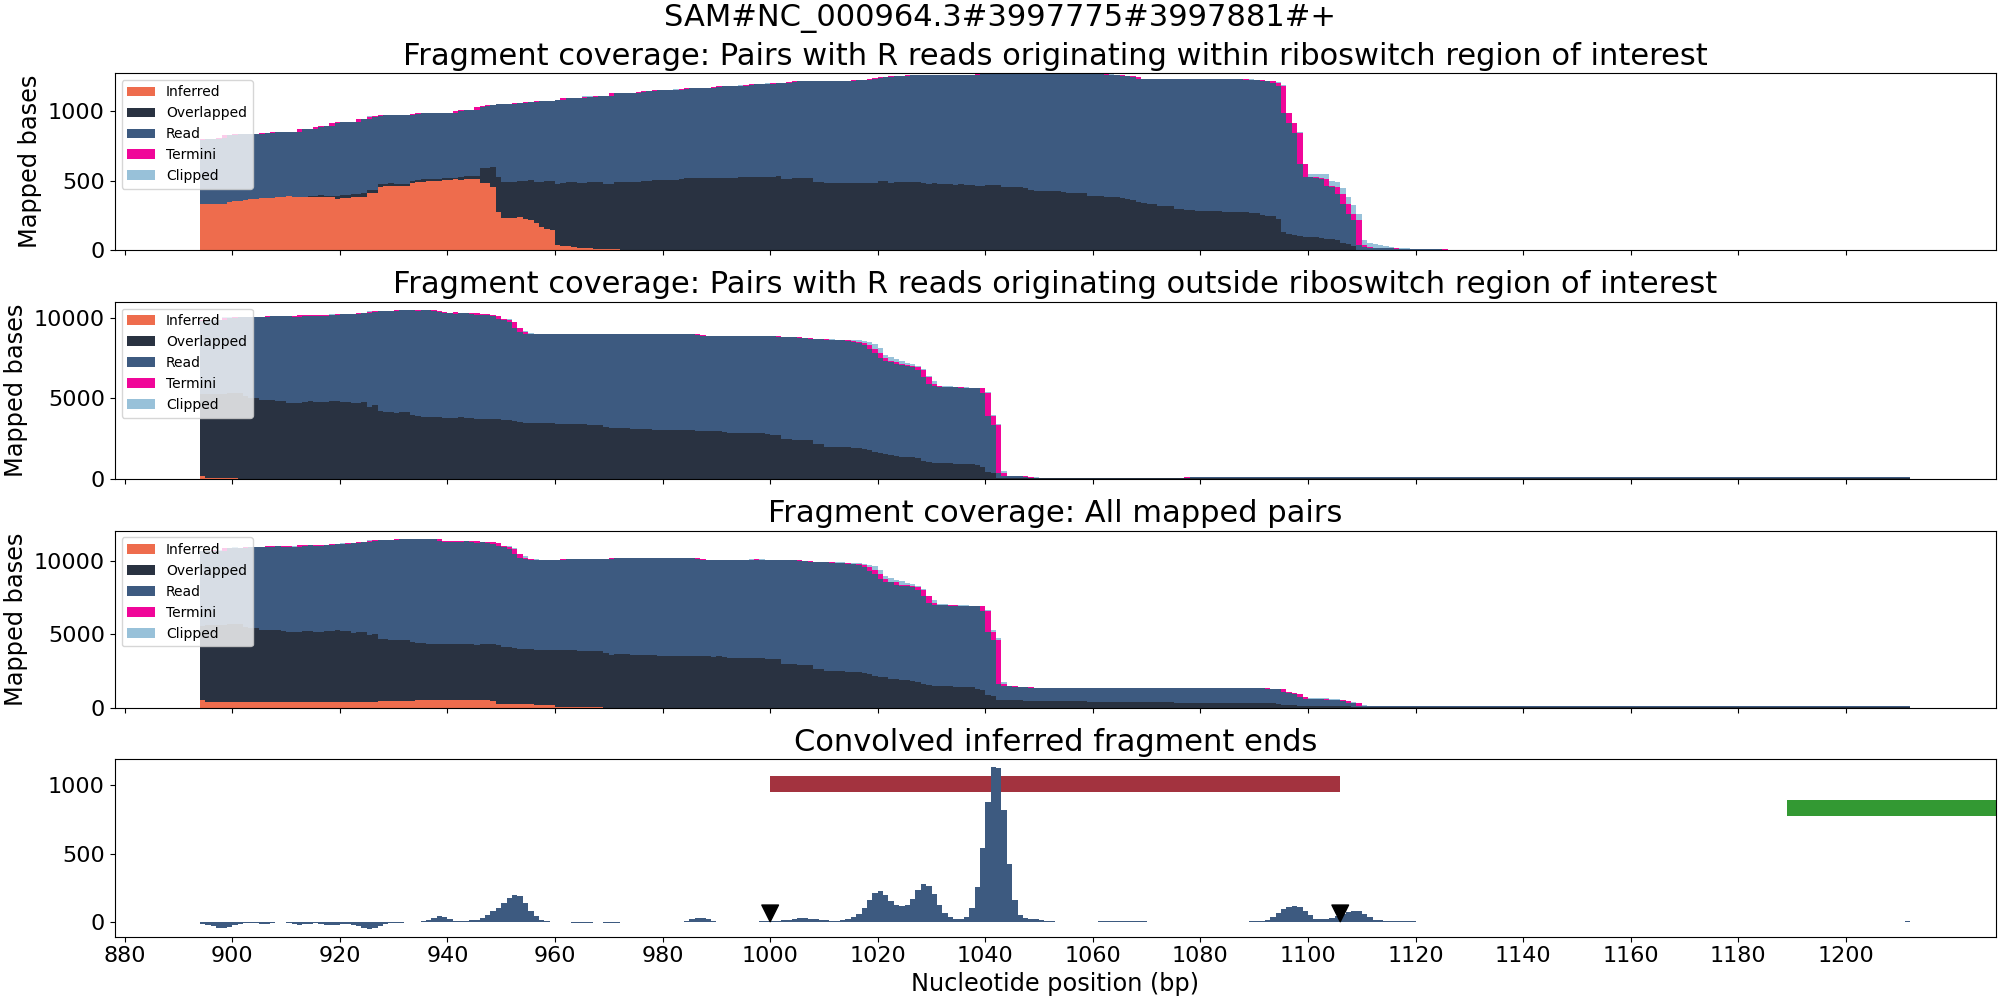 SAM#NC_000964.3#3997775#3997881#+
Fragment coverage: Pairs with R reads originating within riboswitch region of interest
Mapped bases
1000
500
0
Inferred
Overlapped
Read
Termini
Clipped
Fragment coverage: Pairs with R reads originating outside riboswitch region of interest
Mapped bases
10000
5000
0
Inferred
Overlapped
Read
Termini
Clipped
Fragment coverage: All mapped pairs
Mapped bases
10000
5000
0
Inferred
Overlapped
Read
Termini
Clipped
Convolved inferred fragment ends
1000
500
0
880 900 920 940 960 980 1000 1020 1040 1060 1080 1100 1120 1140 1160 1180 1200
Nucleotide position (bp)